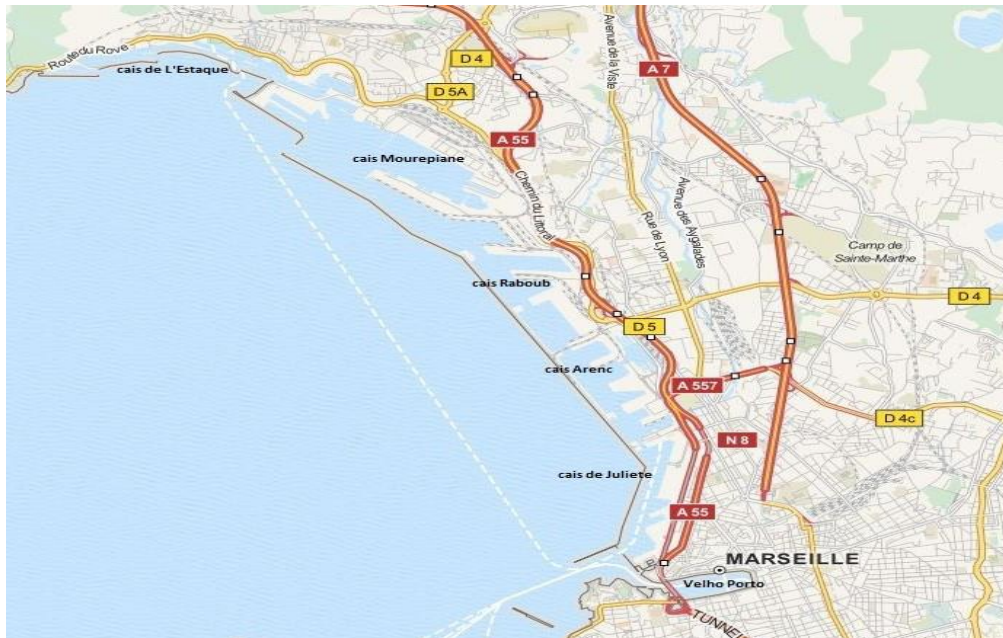 Route du Rove
cais de L'Estaque
D 4
Avenue de la Viste
A 7
D 5A
A 55
cais Mourepiane
Chemin du Littoral
Avenue des Aygalades
Rue de Lyon
Camp de
Sainte-Marthe
cais Raboub
D 4
D 5
cais Arenc
A 557
D 4c
N 8
cais de Juliete
A 55
MARSEILLE
Velho Porto
TUNNEL